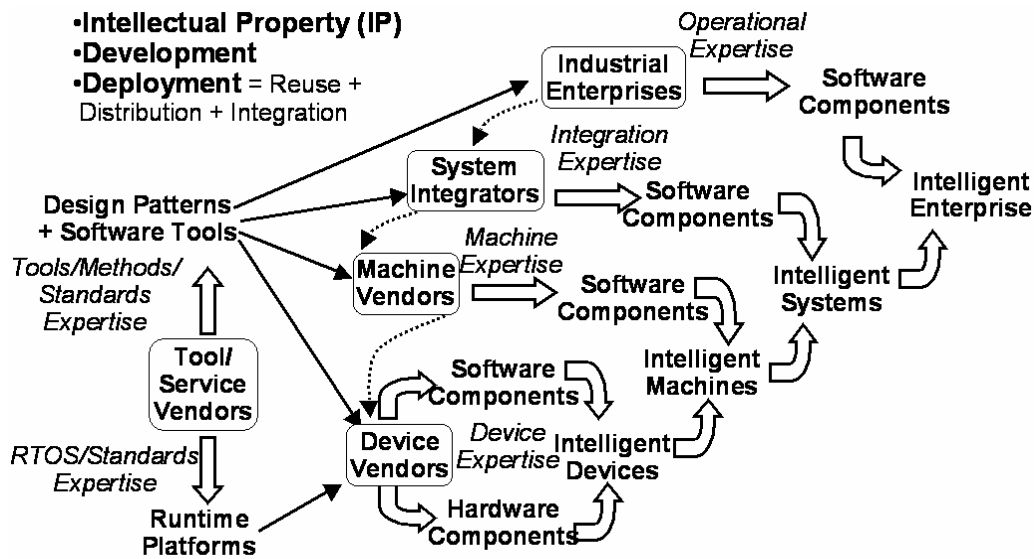 •Intellectual Property (IP)
•Development
•Deployment = Reuse +
Distribution + Integration
Operational
Expertise
Industrial
Enterprises
Software
Components
Integration
Expertise
System
Integrators
Software
Components
Intelligent
Enterprise
Design Patterns
+ Software Tools
Machine
Expertise
Machine
Vendors
Software
Components
Intelligent
Systems
Tools/Methods/
Standards
Expertise
Tool/
Service
Vendors
Software
Components
Intelligent
Machines
Device
Vendors
Device
Expertise
Intelligent
Devices
RTOS/Standards
Expertise
Runtime
Platforms
Hardware
Components